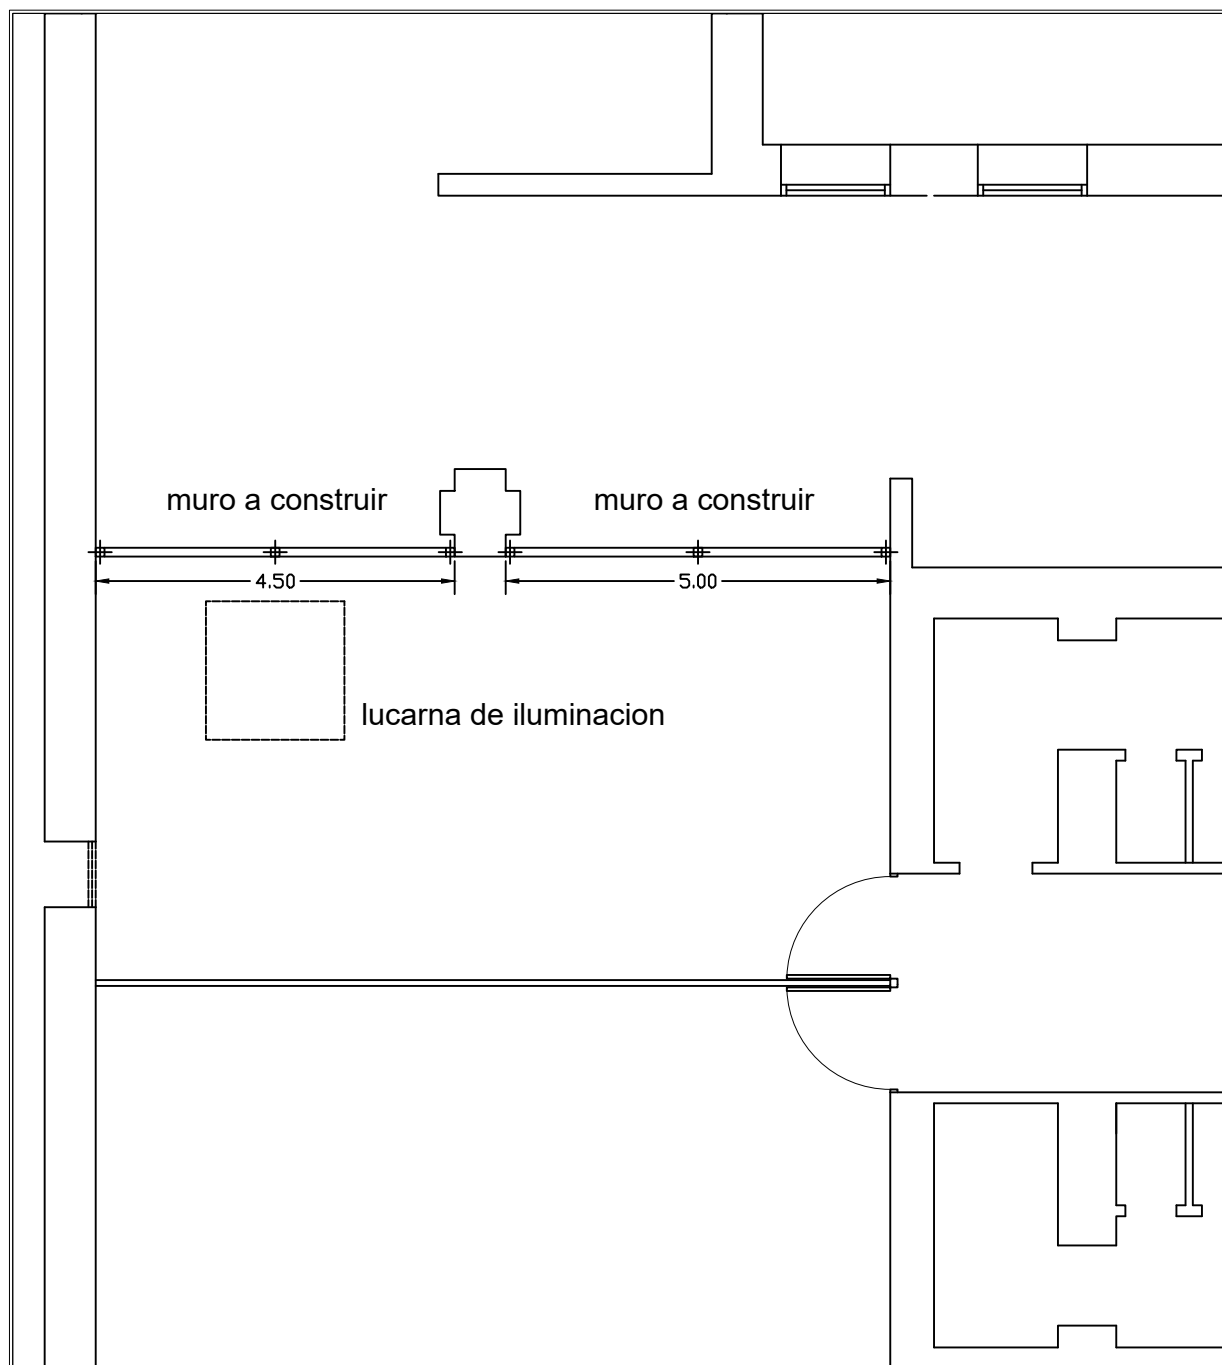 muro a construir
muro a construir
4.50
5.00
lucarna de iluminacion